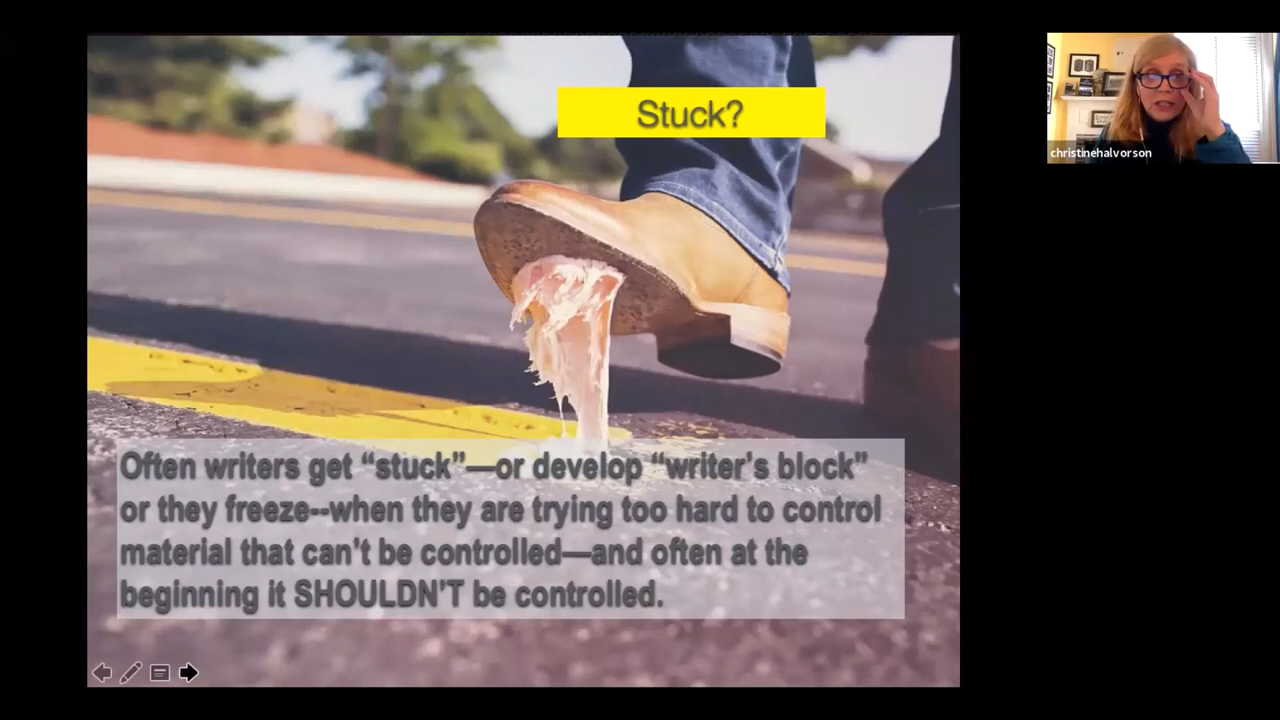 Stuck?
christinehalvorson
Often writers get “stuck”—or develop “writer’s block”
or they freeze--when they are trying too hard to control
material that can’t be controlled—and often at the
beginning it SHOULDN’T be controlled.